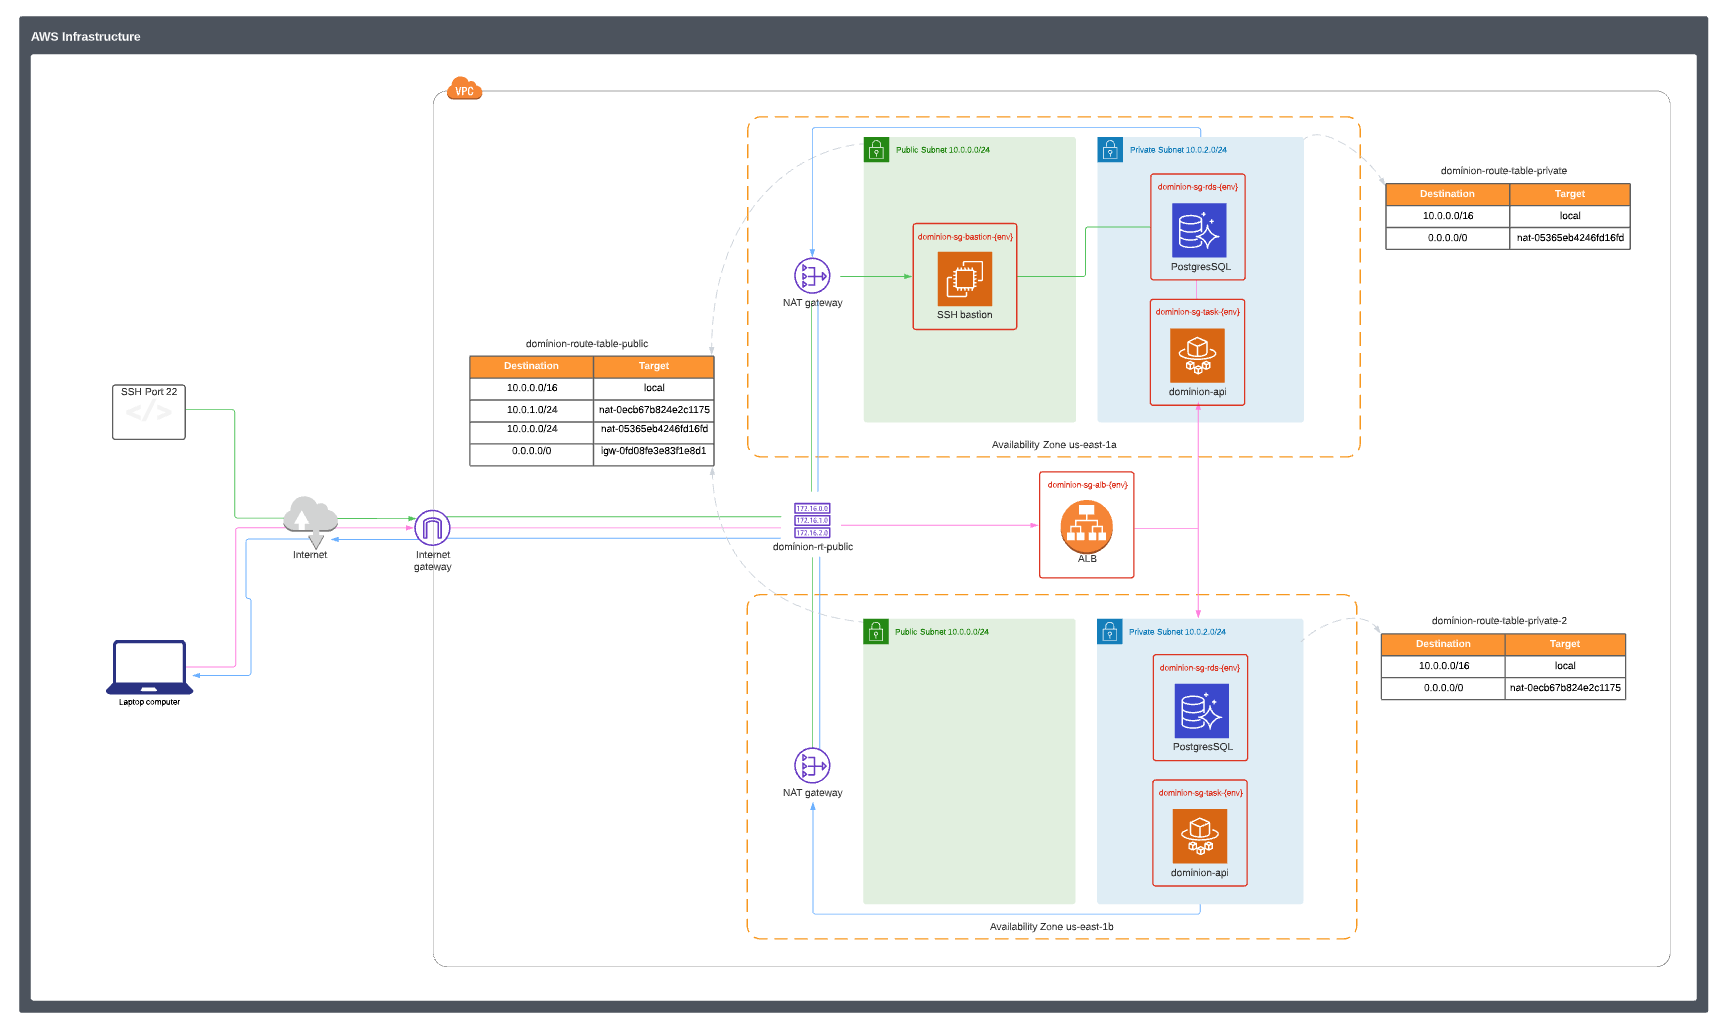 AWS Infrastructure
VPC
Public Subnet 10.0.0.0/24
Private Subnet 10.0.2.0/24
dominion-sg-rds-{env}
PostgresSQL
dominion-sg-bastion-{env}
SSH bastion
NAT gateway
dominion-sg-task-{env}
dominion-api
Availability Zone us-east-1a
dominion-route-table-private
Destination Target
10.0.0.0/16 local
0.0.0.0/0 nat-05365eb4246fd16fd
dominion-route-table-public
Destination Target
10.0.0.0/16 local
10.0.1.0/24 nat-0ecb67b824e2c1175
10.0.0.0/24 nat-05365eb4246fd16fd
0.0.0.0/0 igw-0fd08fe3e83f1e8d1
SSH Port 22
</>
Internet
Internet
gateway
172.16.0.0
172.16.1.0
172.16.2.0
dominion-rt-public
dominion-sg-alb-{env}
ALB
Laptop computer
Public Subnet 10.0.0.0/24
Private Subnet 10.0.2.0/24
dominion-sg-rds-{env}
PostgresSQL
NAT gateway
dominion-sg-task-{env}
dominion-api
Availability Zone us-east-1b
dominion-route-table-private-2
Destination Target
10.0.0.0/16 local
0.0.0.0/0 nat-0ecb67b824e2c1175